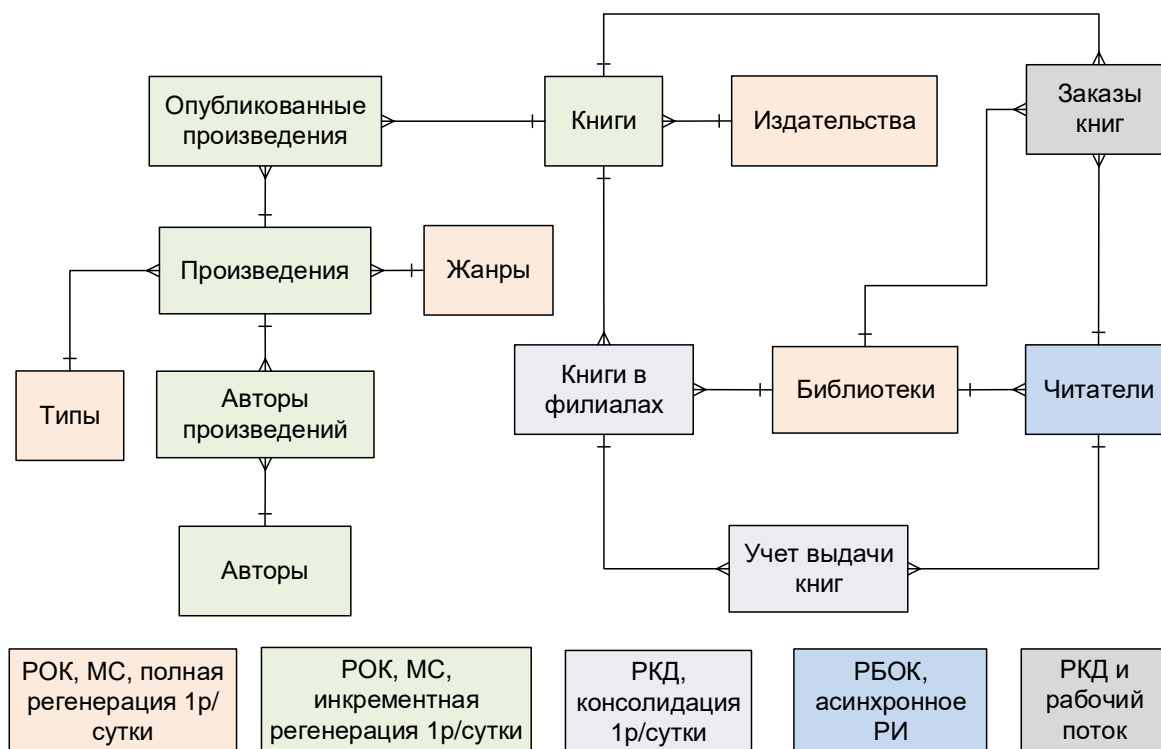 Опубликованные
произведения
Книги
Издательства
Заказы
книг
Произведения
Жанры
Типы
Авторы
произведений
Книги в
филиалах
Библиотеки
Читатели
Авторы
Учет выдачи
книг
РОК, МС, полная
регенерация 1р/
сутки
РОК, МС,
инкрементная
регенерация 1р/сутки
РКД,
консолидация
1р/сутки
РБОК,
асинхронное
РИ
РКД и
рабочий
поток